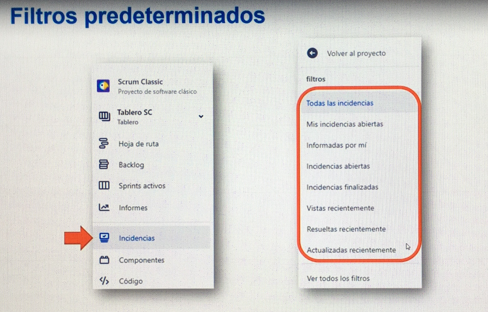 Filtros predeterminados
Scrum Classic
Proyecto de software clásico
Tablero SC
Tablero
Hoja de ruta
Backlog
Sprints activos
Informes
Incidencias
Componentes
Código
Volver al proyecto
filtros
Todas las incidencias
Mis incidencias abiertas
Informadas por mí
Incidencias abiertas
Incidencias finalizadas
Vistas recientemente
Resueltas recientemente
Actualizadas recientemente
Ver todos los filtros